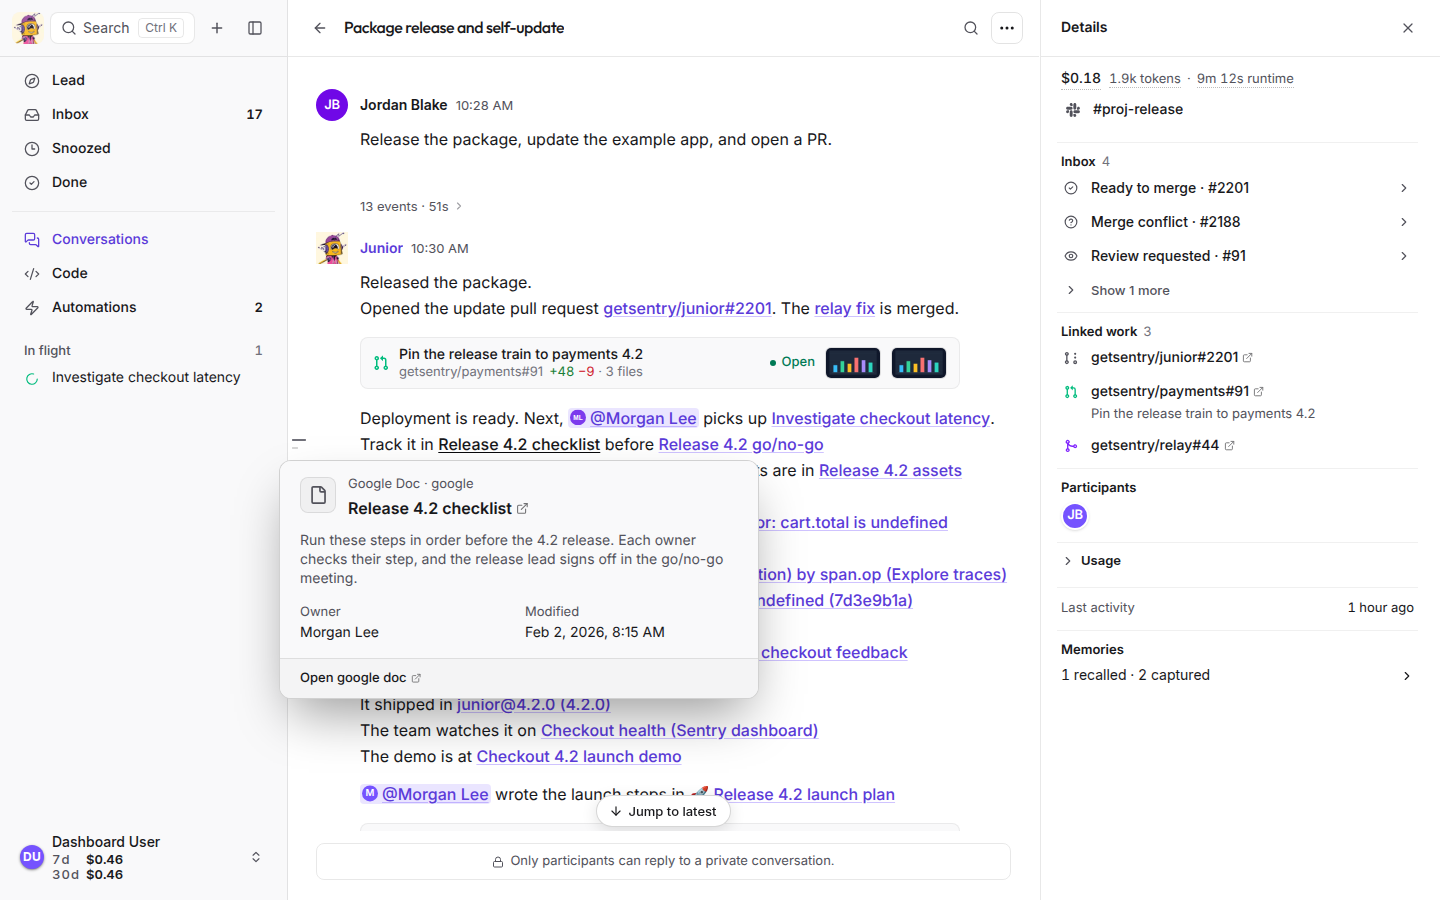 Search Ctrl K
Lead
Inbox 17
Snoozed
Done
Conversations
Code
Automations 2
In flight 1
Investigate checkout latency
DU
Dashboard User
7d $0.46
30d $0.46
Package release and self-update
JB Jordan Blake 10:28 AM
Release the package, update the example app, and open a PR.
13 events · 51s
Junior 10:30 AM
Released the package.
Opened the update pull request getsentry/junior#2201. The relay fix is merged.
Pin the release train to payments 4.2
getsentry/payments#91 +48 −9 · 3 files
Open
Deployment is ready. Next, ML @Morgan Lee picks up Investigate checkout latency.
Track it in Release 4.2 checklist before Release 4.2 go/no-go
ts are in Release 4.2 assets
or: cart.total is undefined
tion) by span.op (Explore traces)
ndefined (7d3e9b1a)
checkout feedback
Google Doc · google
Release 4.2 checklist
Run these steps in order before the 4.2 release. Each owner
checks their step, and the release lead signs off in the go/no-go
meeting.
Owner Modified
Morgan Lee Feb 2, 2026, 8:15 AM
Open google doc
It shipped in junior@4.2.0 (4.2.0)
The team watches it on Checkout health (Sentry dashboard)
The demo is at Checkout 4.2 launch demo
M @Morgan Lee wrote the launch steps in 🚀 Release 4.2 launch plan
Jump to latest
Only participants can reply to a private conversation.
Details
$0.18 1.9k tokens · 9m 12s runtime
#proj-release
Inbox 4
Ready to merge · #2201
Merge conflict · #2188
Review requested · #91
Show 1 more
Linked work 3
getsentry/junior#2201
getsentry/payments#91
Pin the release train to payments 4.2
getsentry/relay#44
Participants
JB
Usage
Last activity 1 hour ago
Memories
1 recalled · 2 captured